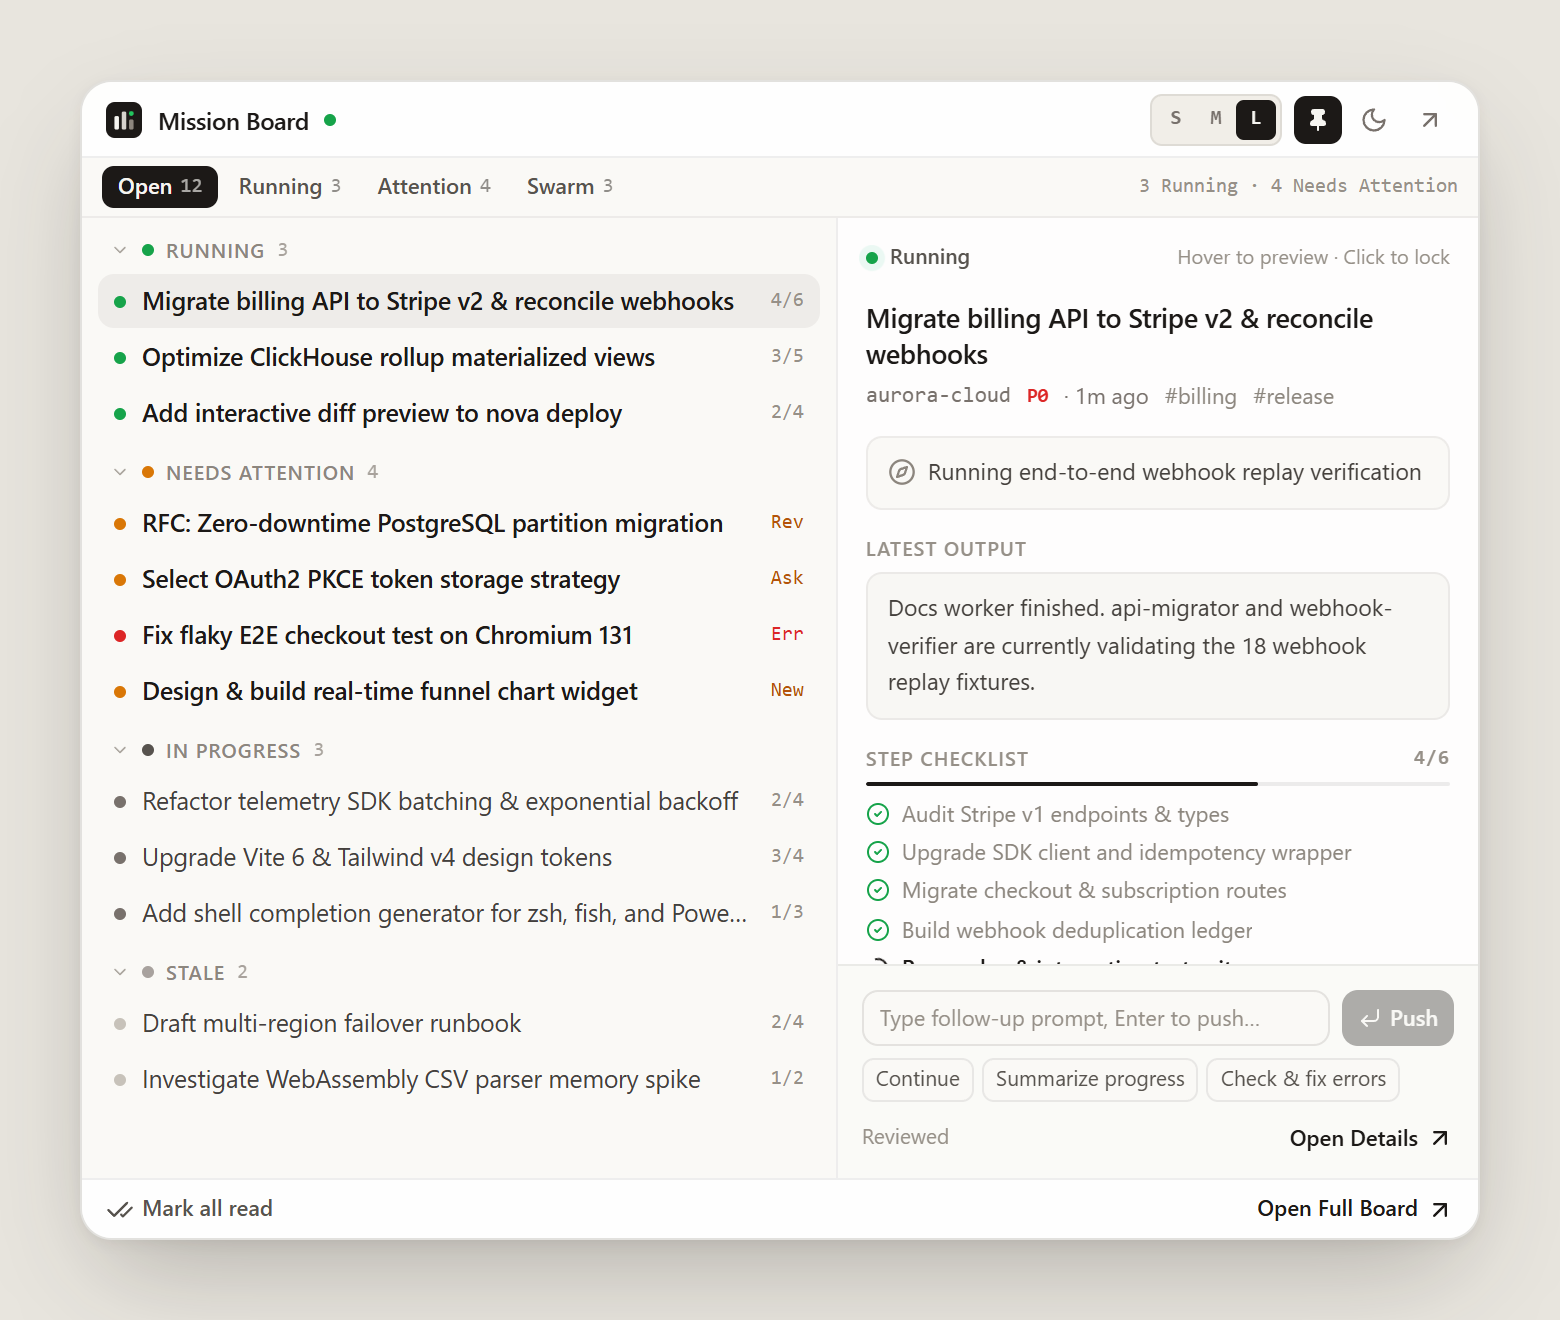 Mission Board
S M L
Open 12 Running 3 Attention 4 Swarm 3
3 Running · 4 Needs Attention
RUNNING 3
Migrate billing API to Stripe v2 & reconcile webhooks 4/6
Optimize ClickHouse rollup materialized views 3/5
Add interactive diff preview to nova deploy 2/4
NEEDS ATTENTION 4
RFC: Zero-downtime PostgreSQL partition migration Rev
Select OAuth2 PKCE token storage strategy Ask
Fix flaky E2E checkout test on Chromium 131 Err
Design & build real-time funnel chart widget New
IN PROGRESS 3
Refactor telemetry SDK batching & exponential backoff 2/4
Upgrade Vite 6 & Tailwind v4 design tokens 3/4
Add shell completion generator for zsh, fish, and Powe... 1/3
STALE 2
Draft multi-region failover runbook 2/4
Investigate WebAssembly CSV parser memory spike 1/2
Running
Hover to preview · Click to lock
Migrate billing API to Stripe v2 & reconcile
webhooks
aurora-cloud P0 · 1m ago #billing #release
Running end-to-end webhook replay verification
LATEST OUTPUT
Docs worker finished. api-migrator and webhook-
verifier are currently validating the 18 webhook
replay fixtures.
STEP CHECKLIST 4/6
Audit Stripe v1 endpoints & types
Upgrade SDK client and idempotency wrapper
Migrate checkout & subscription routes
Build webhook deduplication ledger
Type follow-up prompt, Enter to push...
Push
Continue
Summarize progress
Check & fix errors
Reviewed
Open Details
Mark all read
Open Full Board